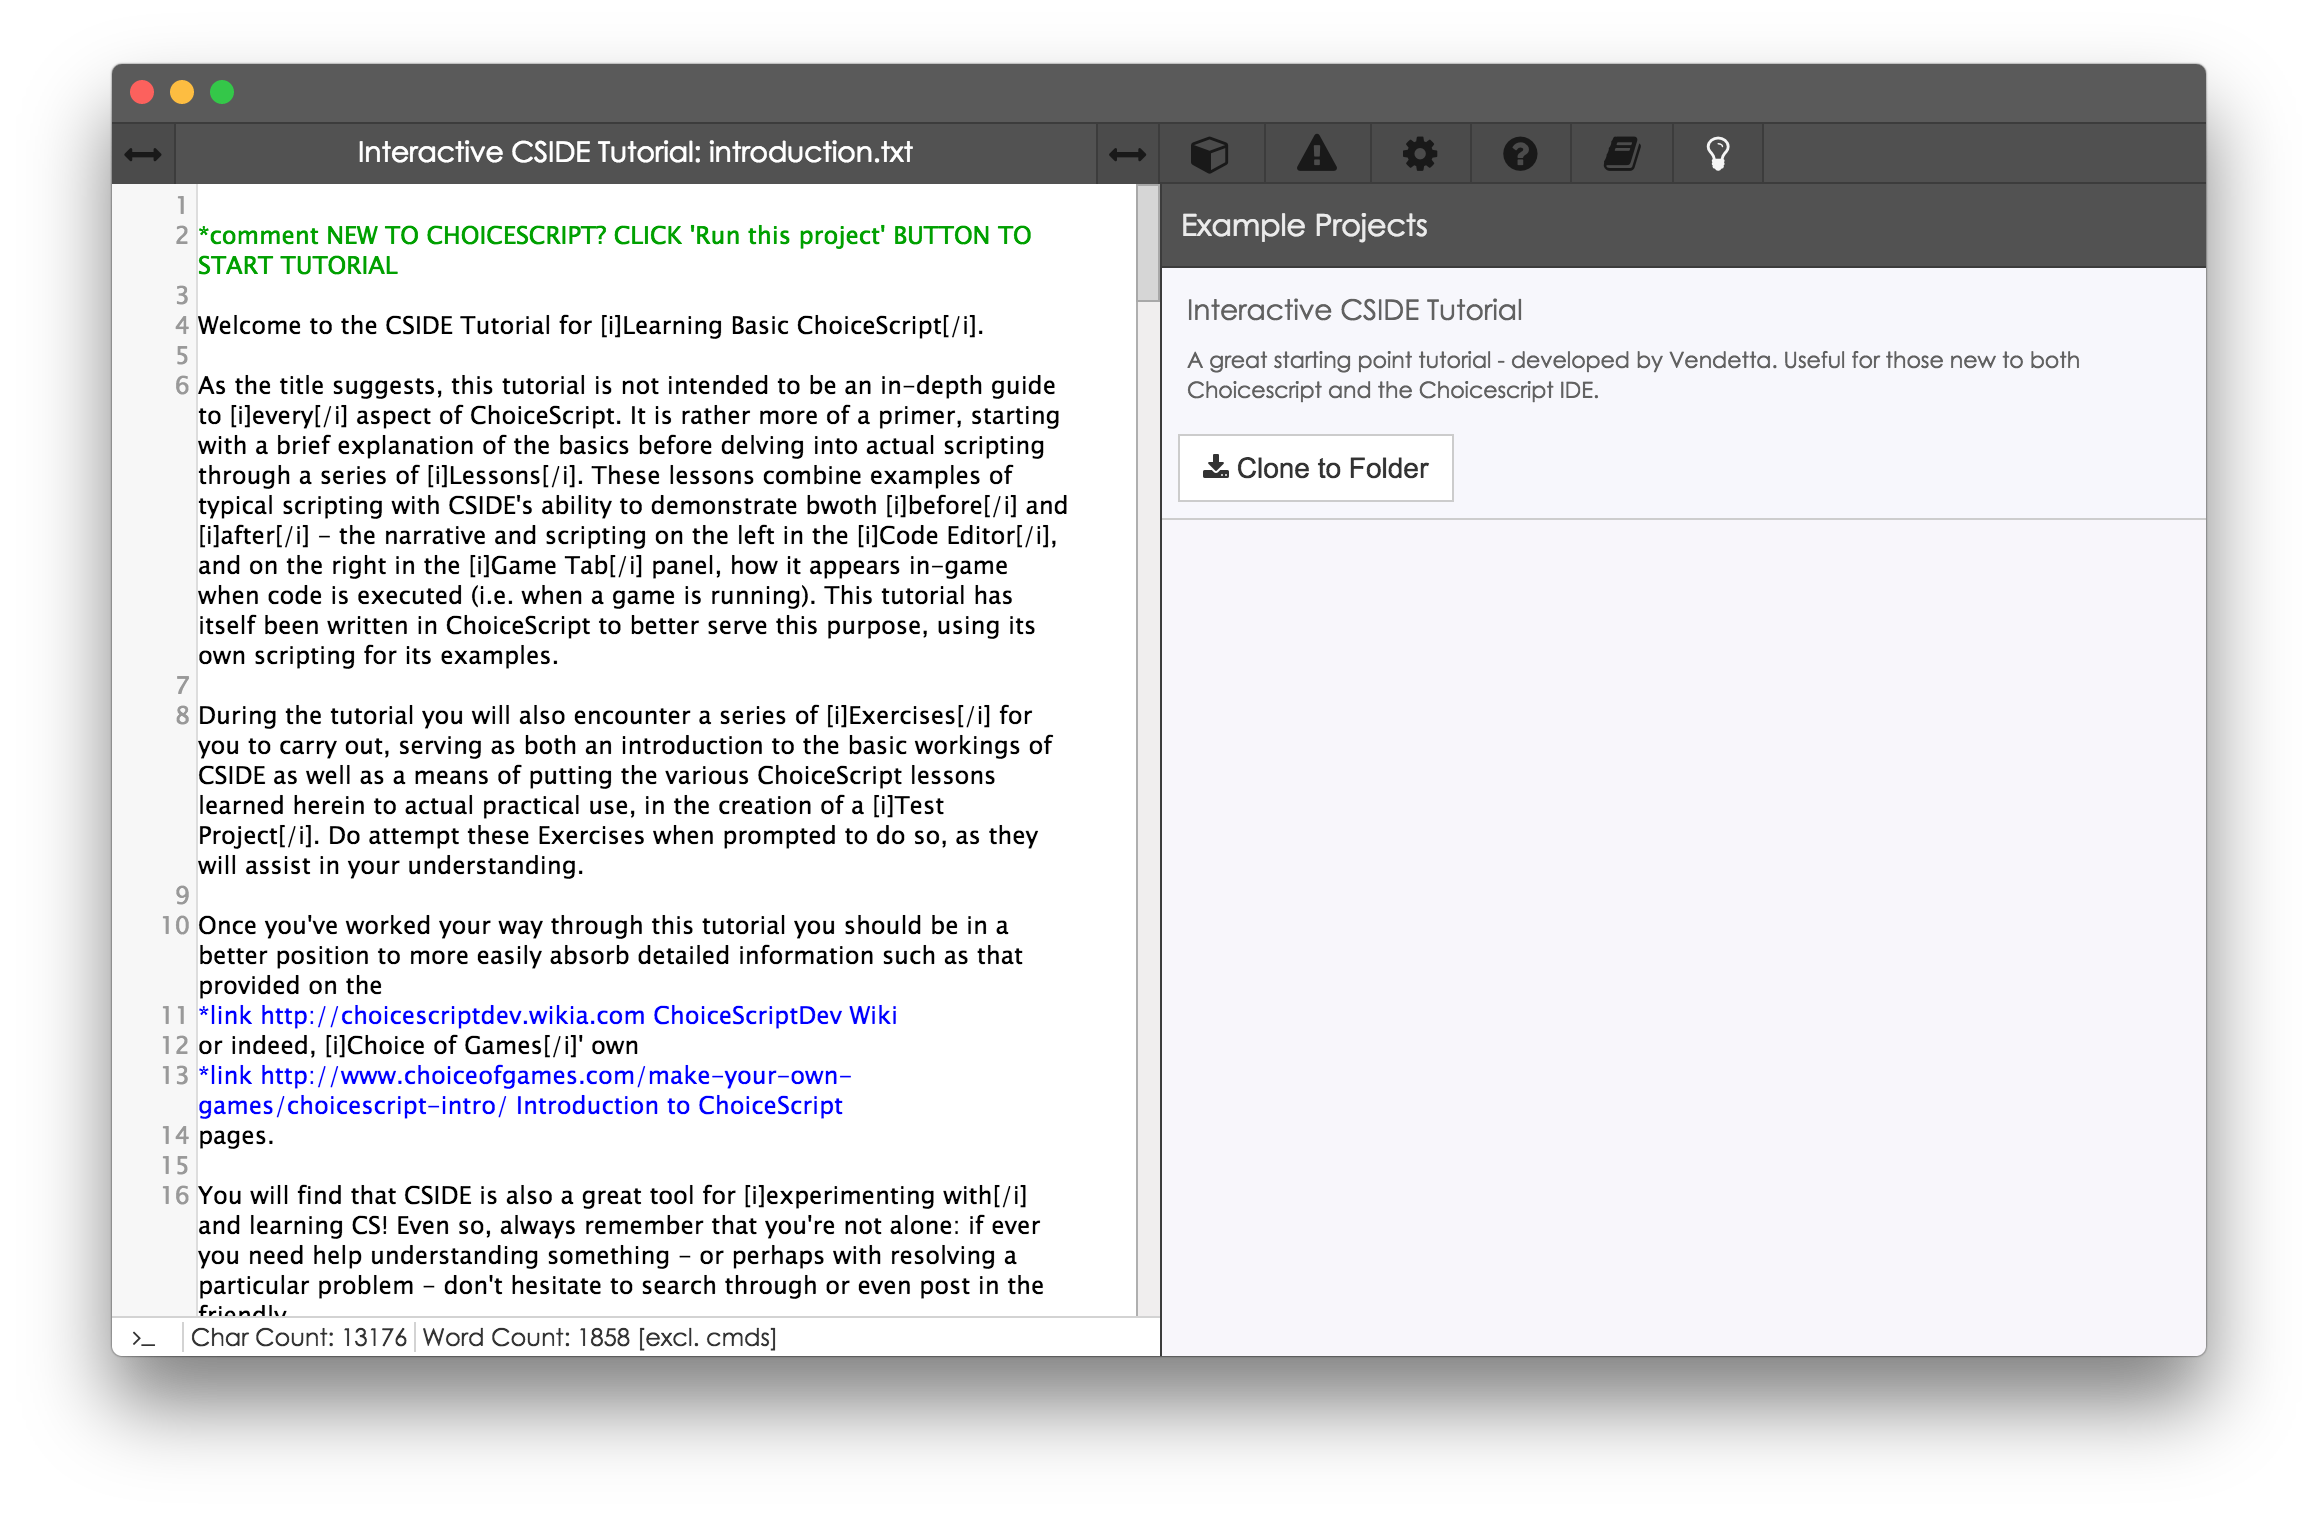 Interactive CSIDE Tutorial: introduction.txt
1
2 *comment NEW TO CHOICESCRIPT? CLICK 'Run this project' BUTTON TO
START TUTORIAL
3
4 Welcome to the CSIDE Tutorial for [i]Learning Basic ChoiceScript[/i].
5
6 As the title suggests, this tutorial is not intended to be an in-depth guide
to [i]every[/i] aspect of ChoiceScript. It is rather more of a primer, starting
with a brief explanation of the basics before delving into actual scripting
through a series of [i]Lessons[/i]. These lessons combine examples of
typical scripting with CSIDE's ability to demonstrate bwoth [i]before[/i] and
[i]after[/i] – the narrative and scripting on the left in the [i]Code Editor[/i],
and on the right in the [i]Game Tab[/i] panel, how it appears in-game
when code is executed (i.e. when a game is running). This tutorial has
itself been written in ChoiceScript to better serve this purpose, using its
own scripting for its examples.
7
8 During the tutorial you will also encounter a series of [i]Exercises[/i] for
you to carry out, serving as both an introduction to the basic workings of
CSIDE as well as a means of putting the various ChoiceScript lessons
learned herein to actual practical use, in the creation of a [i]Test
Project[/i]. Do attempt these Exercises when prompted to do so, as they
will assist in your understanding.
9
10 Once you've worked your way through this tutorial you should be in a
better position to more easily absorb detailed information such as that
provided on the
11 *link http://choicescriptdev.wikia.com ChoiceScriptDev Wiki
12 or indeed, [i]Choice of Games[/i]' own
13 *link http://www.choiceofgames.com/make-your-own-
games/choicescript-intro/ Introduction to ChoiceScript
14 pages.
15
16 You will find that CSIDE is also a great tool for [i]experimenting with[/i]
and learning CS! Even so, always remember that you're not alone: if ever
you need help understanding something – or perhaps with resolving a
particular problem – don't hesitate to search through or even post in the
friendly
>_ Char Count: 13176 Word Count: 1858 [excl. cmds]
Example Projects
Interactive CSIDE Tutorial
A great starting point tutorial - developed by Vendetta. Useful for those new to both
Choicescript and the Choicescript IDE.
Clone to Folder